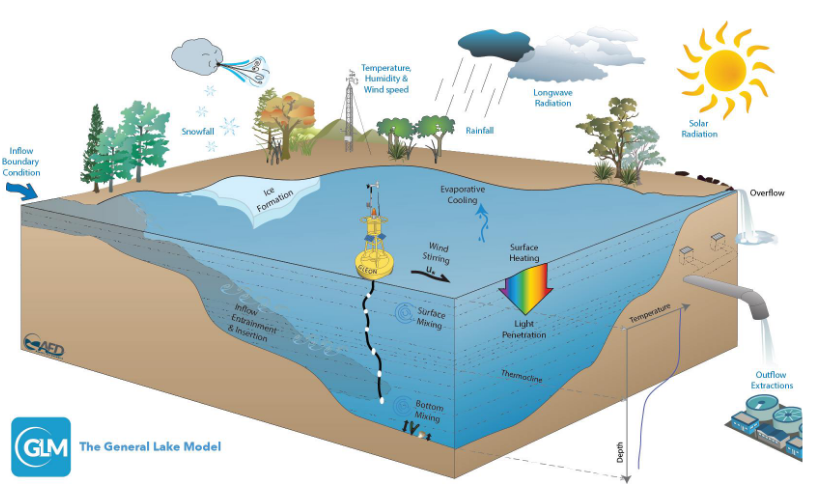 Temperature,
Humidity &
Wind speed
Longwave
Radiation
Snowfall
Rainfall
Solar
Radiation
Inflow
Boundary
Condition
Ice
Formation
Evaporative
Cooling
Overflow
Wind
Stirring
u*
Surface
Heating
GLEON
Surface
Mixing
Light
Penetration
Temperature
Inflow
Entrainment
& Insertion
Thermocline
AED
Outflow
Extractions
Bottom
Mixing
Depth
GLM
The General Lake Model